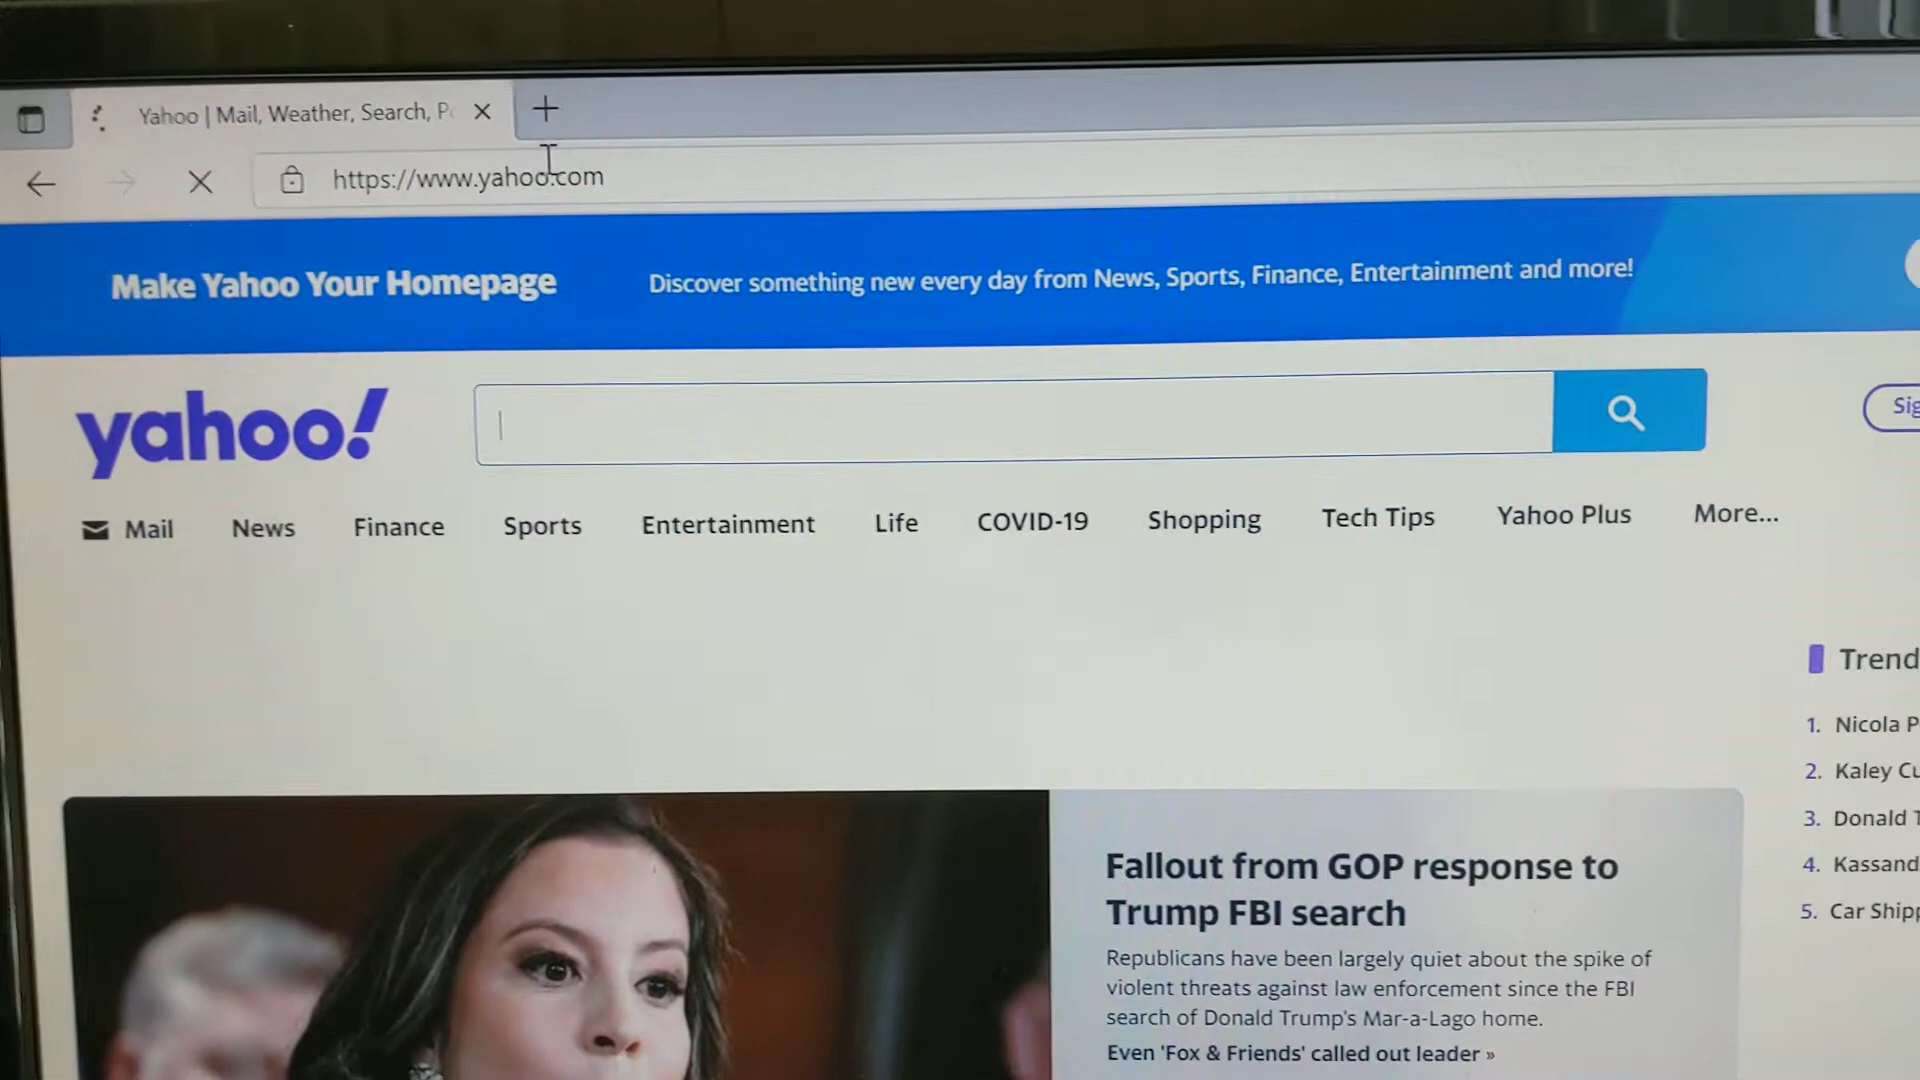 Yahoo | Mail, Weather, Search,
https://www.yahoo.com
Make Yahoo Your Homepage
Discover something new every day from News, Sports, Finance, Entertainment and more!
yahoo!
Mail News Finance Sports Entertainment Life COVID-19 Shopping Tech Tips Yahoo Plus More...
Trend
1. Nicola P
2. Kaley Cu
3. Donald T
4. Kassand
5. Car Shipp
Fallout from GOP response to
Trump FBI search
Republicans have been largely quiet about the spike of
violent threats against law enforcement since the FBI
search of Donald Trump's Mar-a-Lago home.
Even 'Fox & Friends' called out leader »